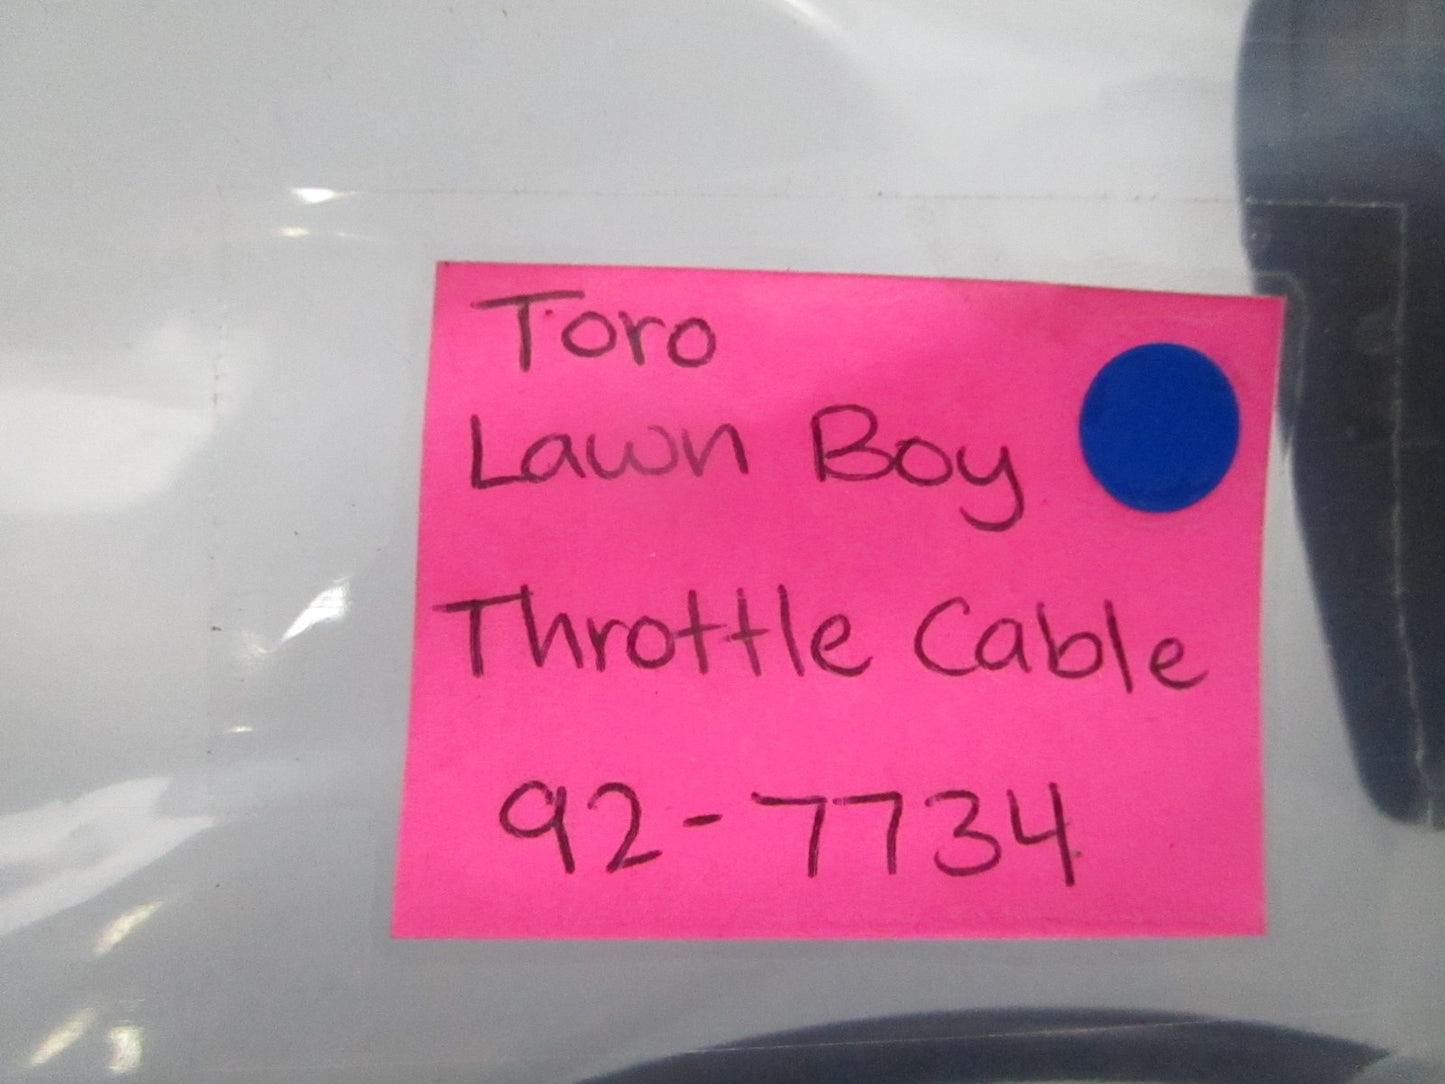 Toro
Lawn Boy
Throttle Cable
92-7734